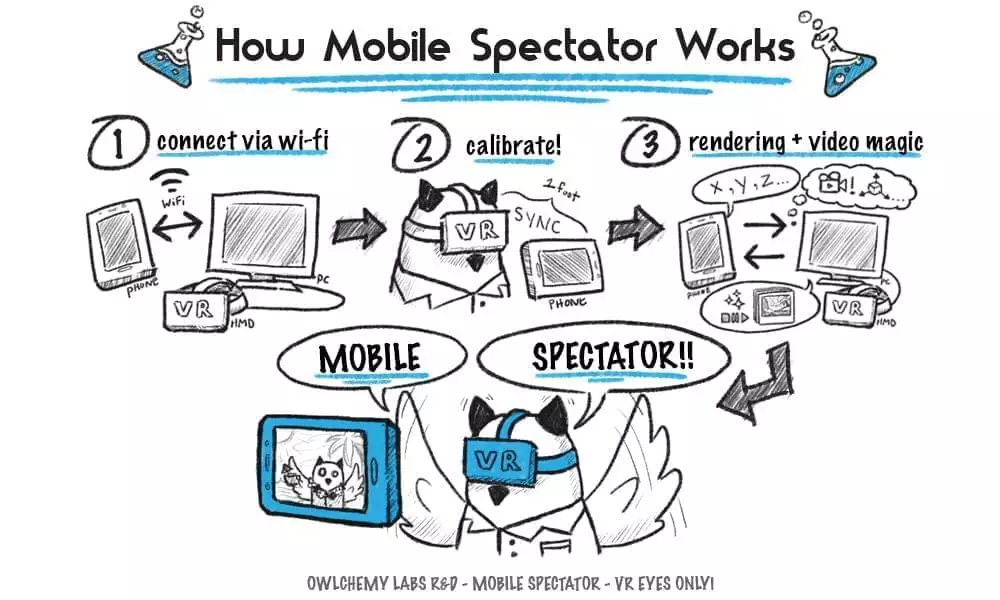 How Mobile Spectator Works
1 connect via wi-fi
2 calibrate!
3 rendering + video magic
WiFi
PHONE
PC
VR
HMD
1 foot
SYNC
VR
PHONE
X, Y, Z...
!
PHONE
PC
VR
HMD
MOBILE
SPECTATOR!!
VR
OWLCHEMY LABS R&D - MOBILE SPECTATOR - VR EYES ONLY!